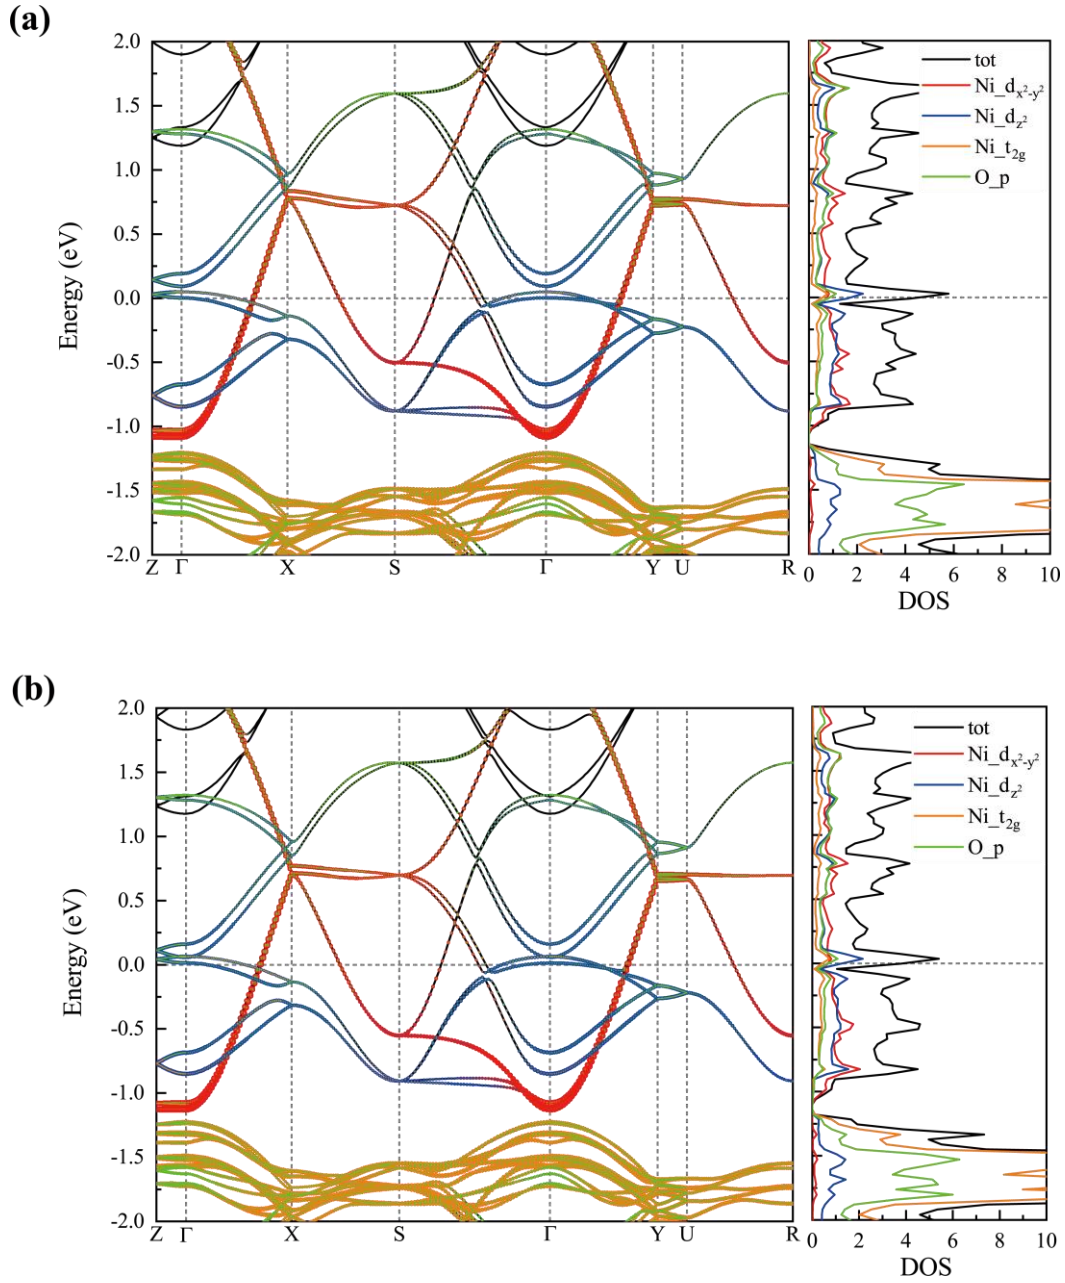 (a)
2.0
1.5
1.0
0.5
0.0
-0.5
-1.0
-1.5
-2.0
Energy (eV)
Z Γ X S Γ Y U R
tot
Ni_dx²-y²
Ni_dz²
Ni_t2g
O_p
0 2 4 6 8 10
DOS
(b)
2.0
1.5
1.0
0.5
0.0
-0.5
-1.0
-1.5
-2.0
Energy (eV)
Z Γ X S Γ Y U R
tot
Ni_dx²-y²
Ni_dz²
Ni_t2g
O_p
0 2 4 6 8 10
DOS